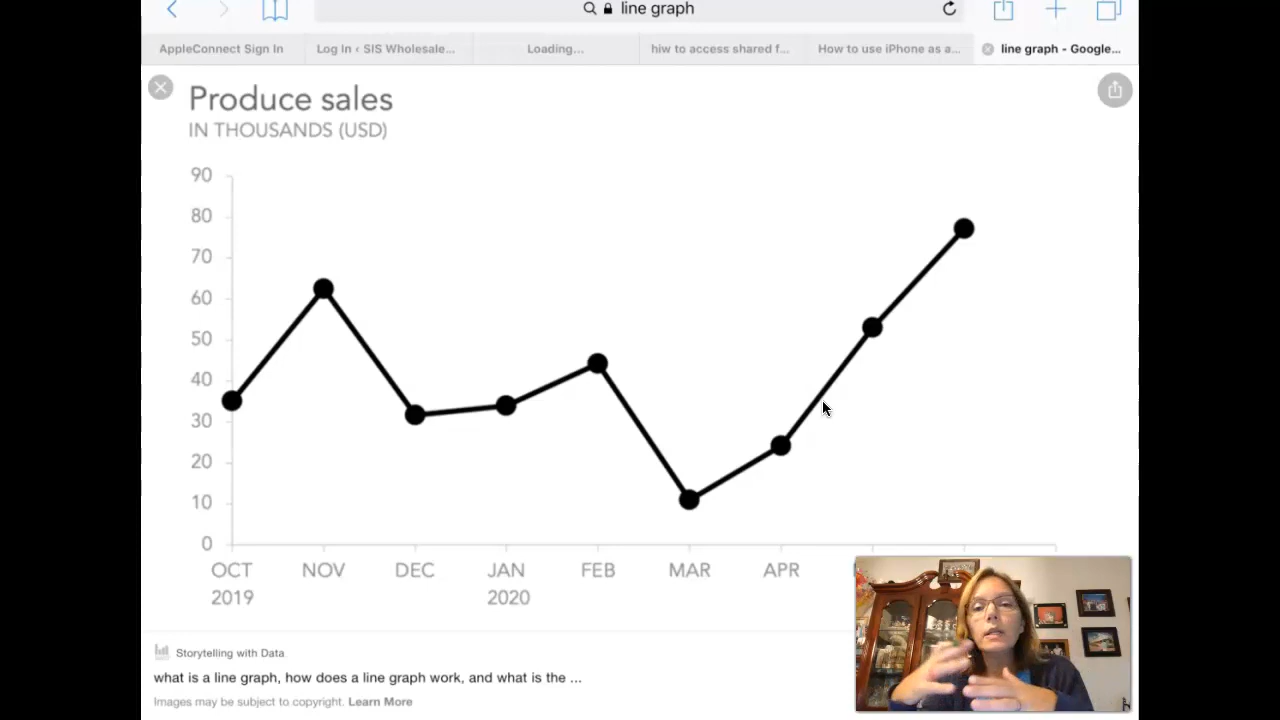 line graph
AppleConnect Sign In
Log In ‹ SIS Wholesale...
Loading...
hiw to access shared f...
How to use iPhone as a...
line graph - Google...
Produce sales
IN THOUSANDS (USD)
90
80
70
60
50
40
30
20
10
0
OCT NOV DEC JAN FEB MAR APR
2019 2020
Storytelling with Data
what is a line graph, how does a line graph work, and what is the ...
Images may be subject to copyright. Learn More